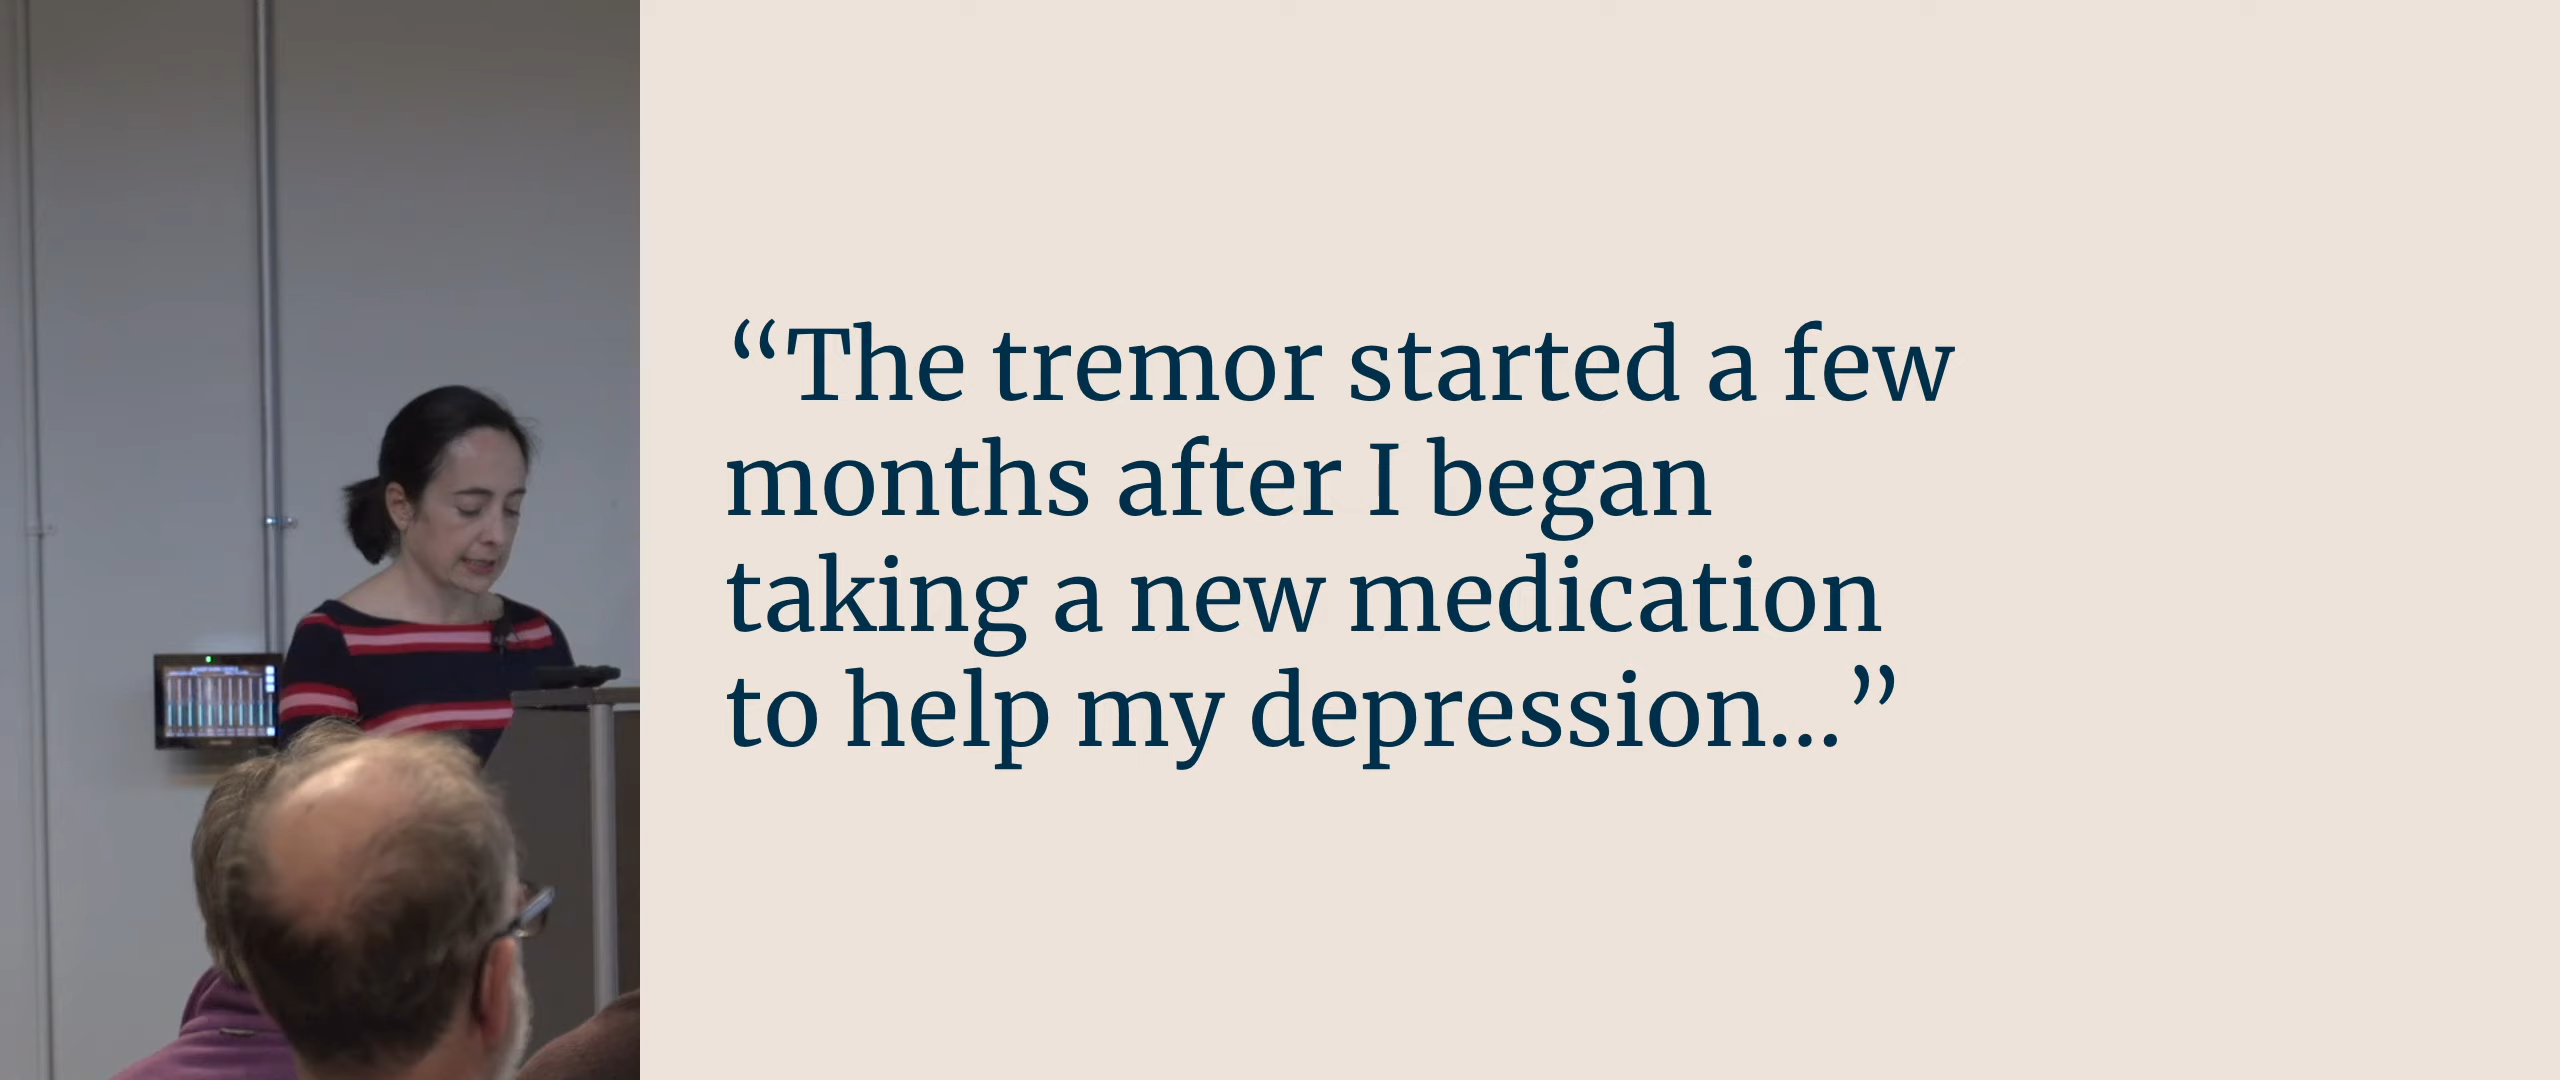 “The tremor started a few
months after I began
taking a new medication
to help my depression...”